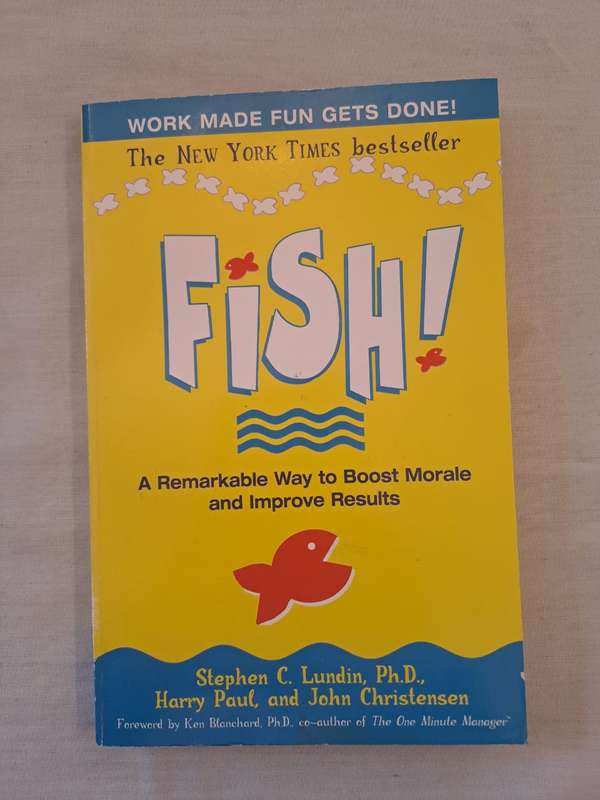 WORK MADE FUN GETS DONE!
The NEW YORK TIMES bestseller
FiSH!
A Remarkable Way to Boost Morale
and Improve Results
Stephen C. Lundin, Ph.D.,
Harry Paul, and John Christensen
Foreword by Ken Blanchard, Ph.D., co-author of The One Minute Manager™